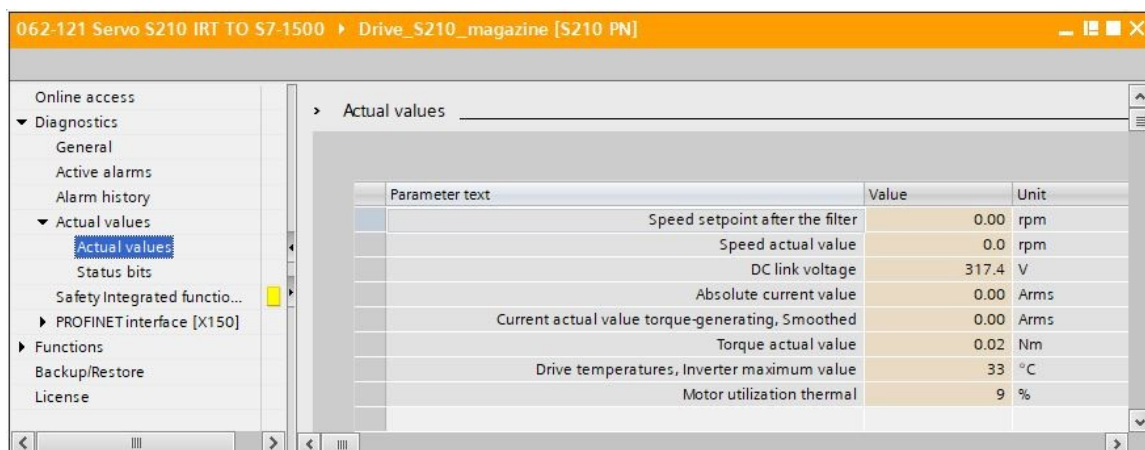 062-121 Servo S210 IRT TO S7-1500 ▸ Drive_S210_magazine [S210 PN]
Online access
Diagnostics
General
Active alarms
Alarm history
Actual values
Actual values
Status bits
Safety Integrated functio...
PROFINET interface [X150]
Functions
Backup/Restore
License
Actual values
Parameter text Value Unit
Speed setpoint after the filter 0.00 rpm
Speed actual value 0.0 rpm
DC link voltage 317.4 V
Absolute current value 0.00 Arms
Current actual value torque-generating, Smoothed 0.00 Arms
Torque actual value 0.02 Nm
Drive temperatures, Inverter maximum value 33 °C
Motor utilization thermal 9 %